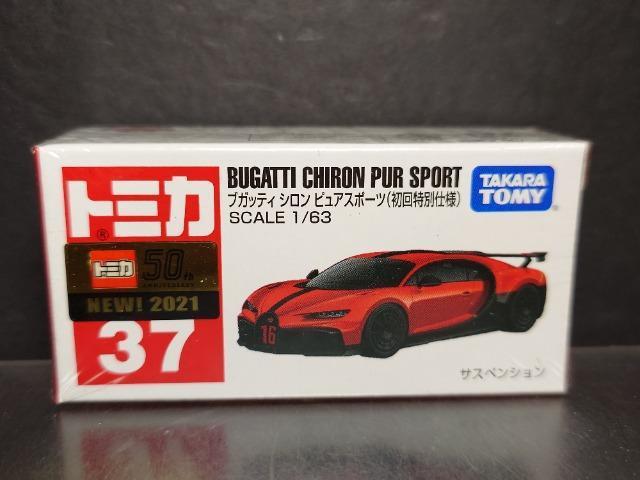 トミカ
®
トミカ 50th
ANNIVERSARY
NEW! 2021
37
BUGATTI CHIRON PUR SPORT
ブガッティ シロン ピュアスポーツ(初回特別仕様)
SCALE 1/63
TAKARA
TOMY
16
サスペンション